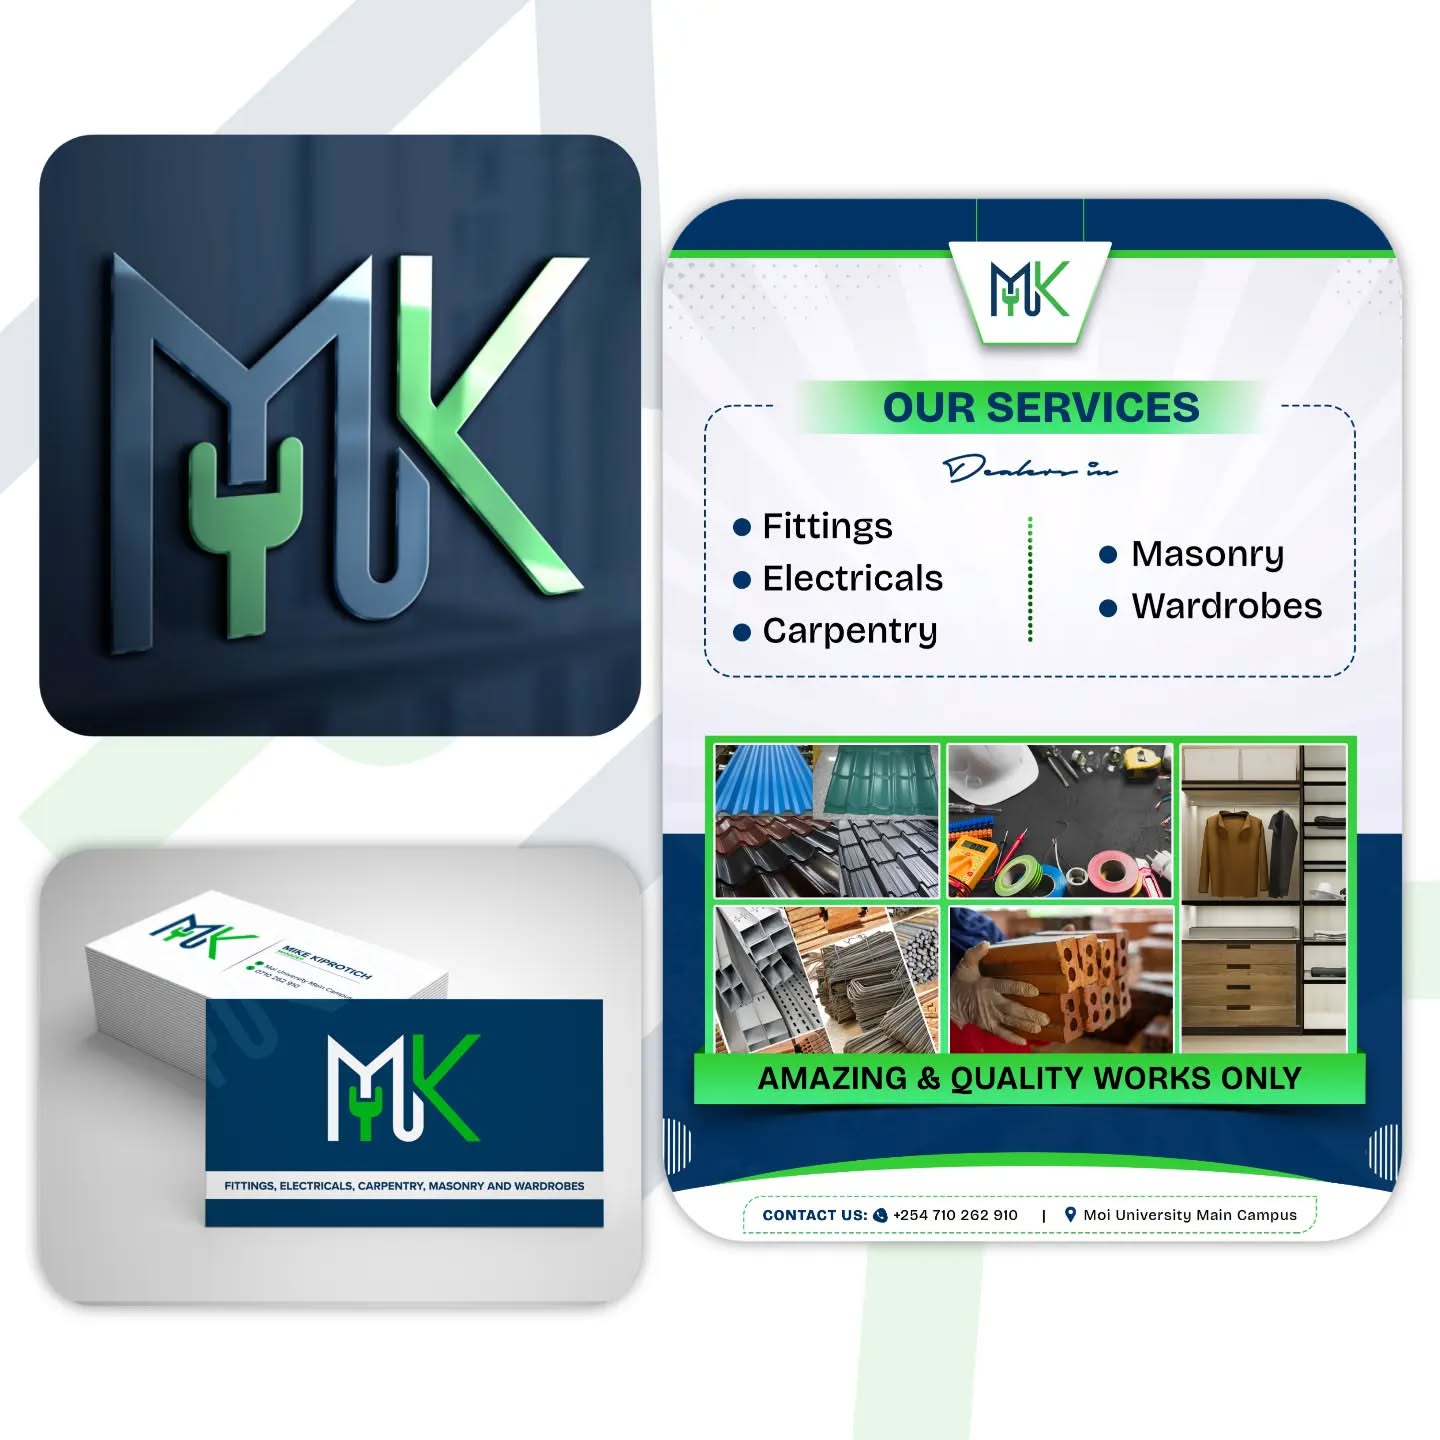 MK
MK
MIKE KIPROTICH
MANAGER
Moi University Main Campus
0710 262 910
MK
FITTINGS, ELECTRICALS, CARPENTRY, MASONRY AND WARDROBES
MK
OUR SERVICES
Dealers in
Fittings
Electricals
Carpentry
Masonry
Wardrobes
AMAZING & QUALITY WORKS ONLY
CONTACT US: +254 710 262 910 | Moi University Main Campus